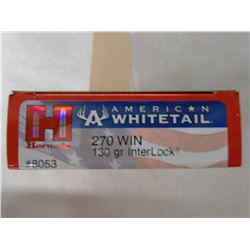 H
Hornady
#8053
AMERICAN
WHITETAIL
270 WIN
130 gr InterLock®